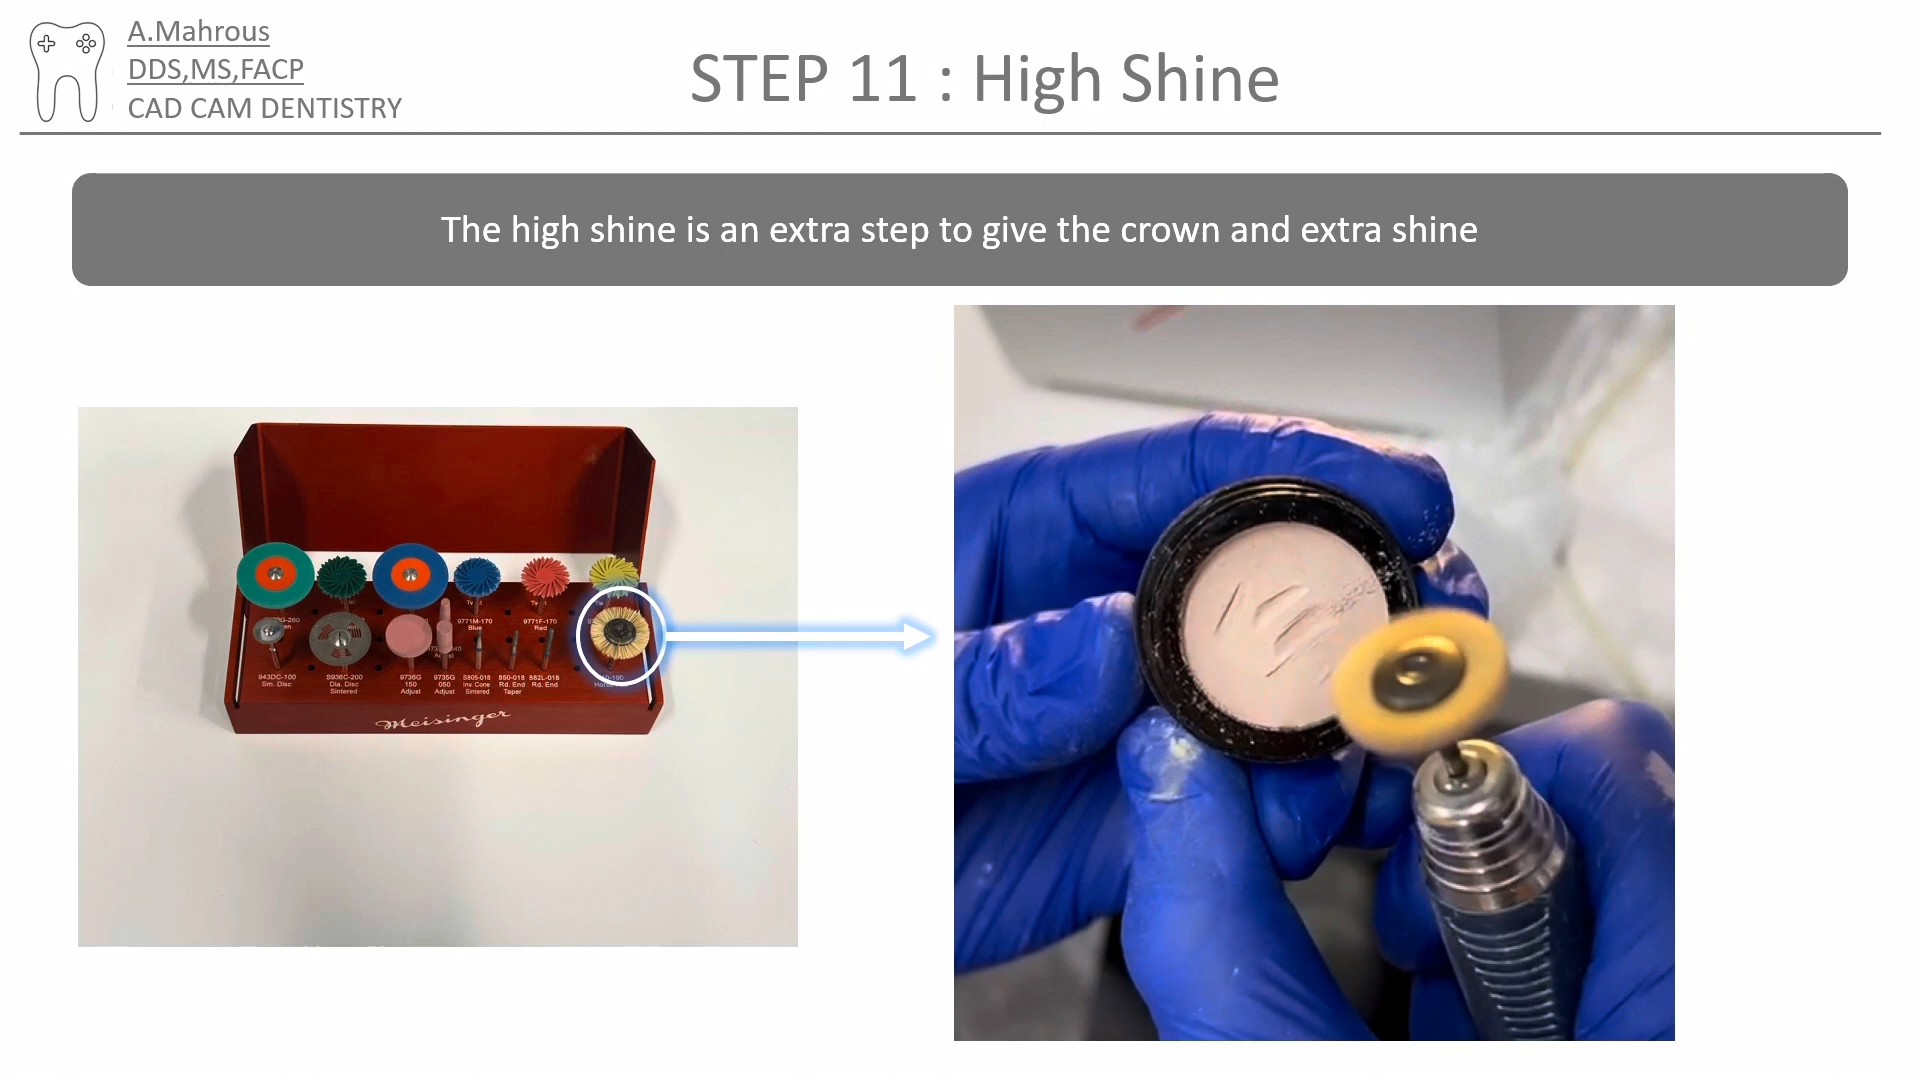 A.Mahrous
DDS,MS,FACP
CAD CAM DENTISTRY
STEP 11 : High Shine
The high shine is an extra step to give the crown and extra shine
9771M-170
Blue
9771F-170
Red
943DC-100
Sm. Disc
S936C-200
Dia. Disc
Sintered
9736G
150
Adjust
9735G
050
Adjust
S805-018
Inv. Cone
Sintered
850-018
Rd. End
Taper
882L-018
Rd. End
Meisinger